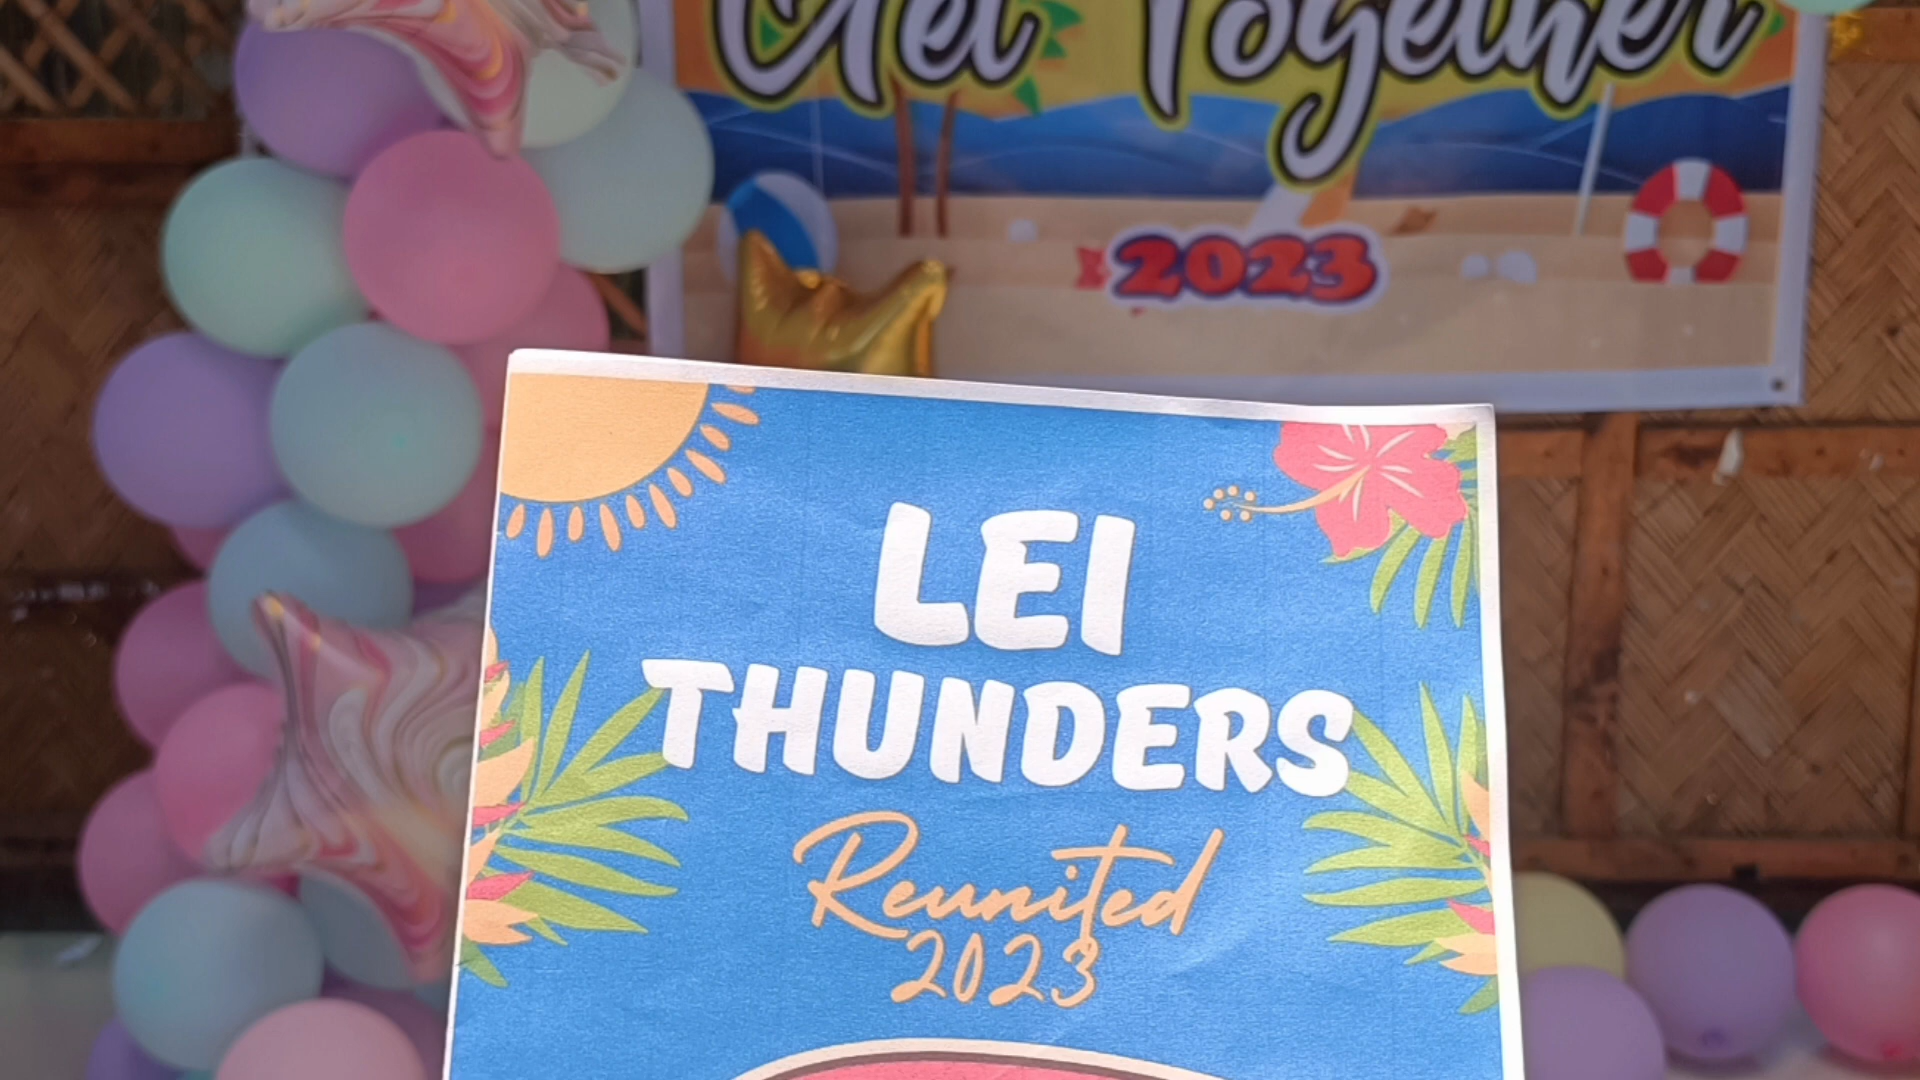 Get Together
2023
LEI
THUNDERS
Reunited
2023